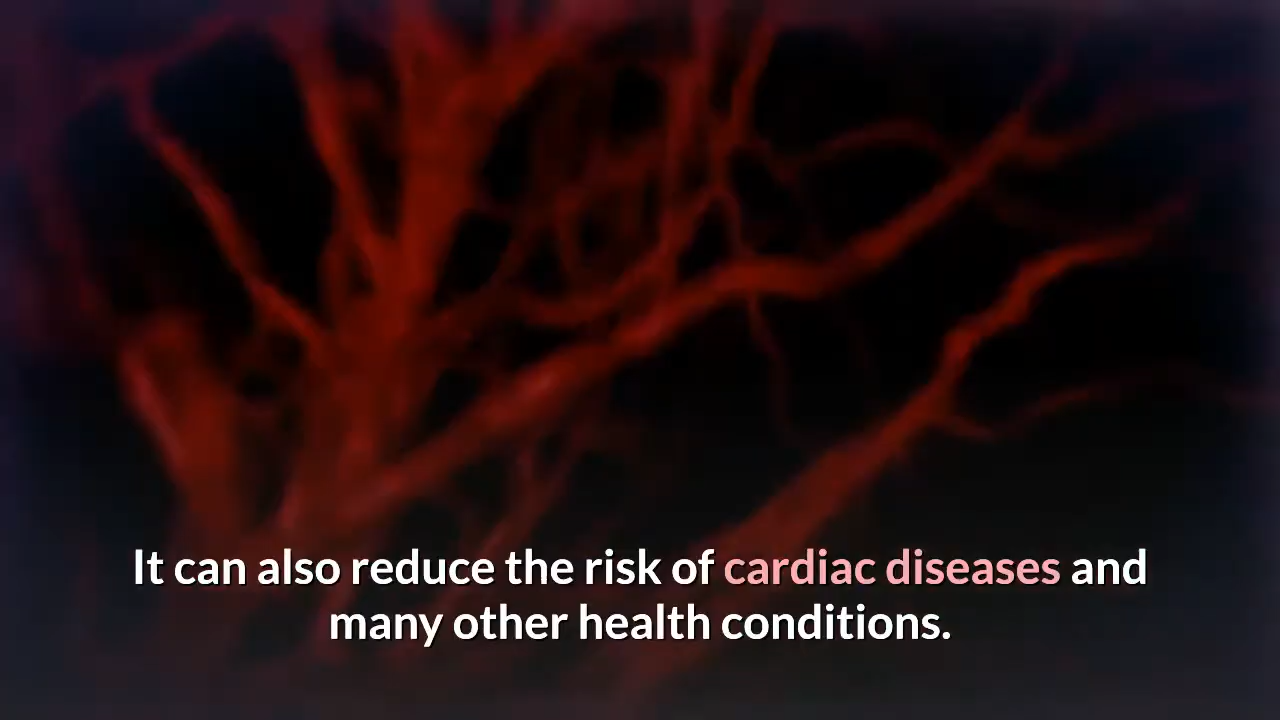 It can also reduce the risk of cardiac diseases and
many other health conditions.